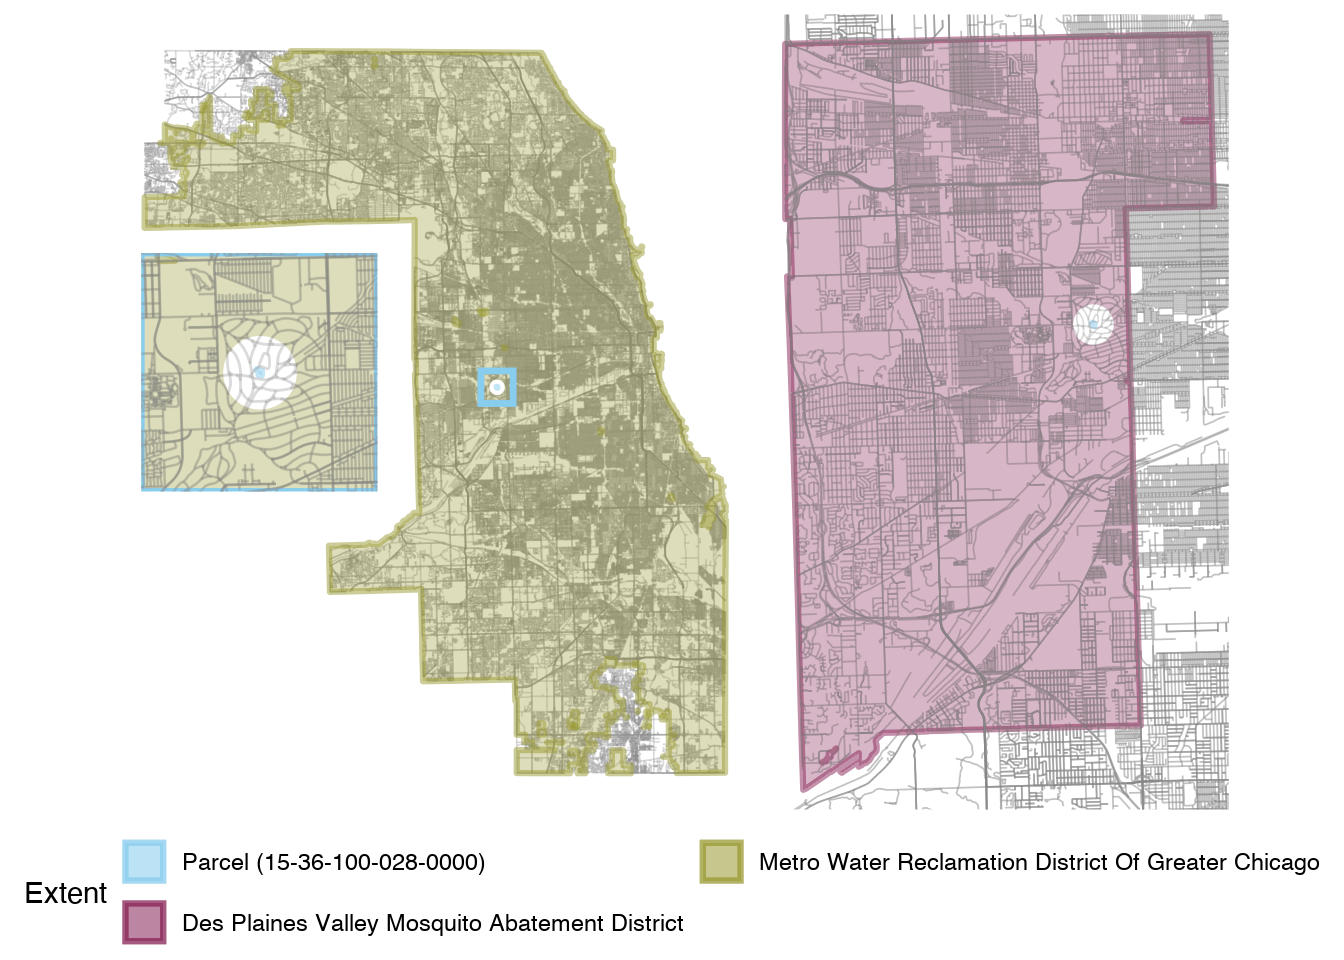 Extent
Parcel (15-36-100-028-0000)
Metro Water Reclamation District Of Greater Chicago
Des Plaines Valley Mosquito Abatement District